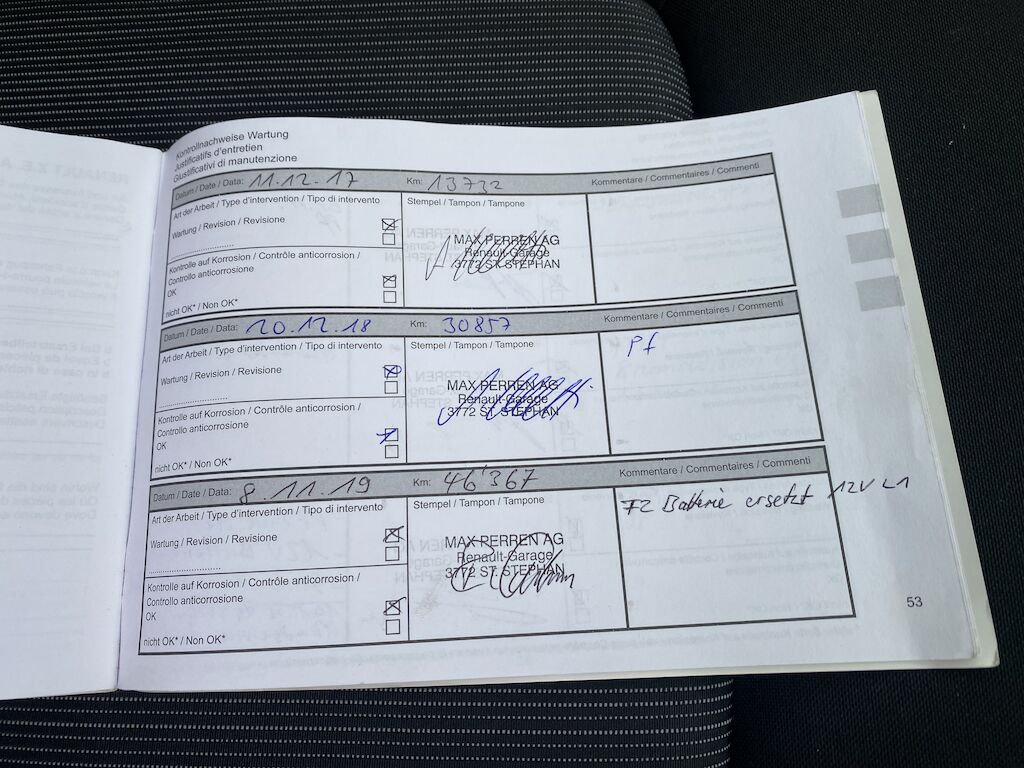 Kontrollnachweise Wartung
Justificatifs d'entretien
Giustificativi di manutenzione
Datum / Date / Data: 11.12.17 Km: 13732 Kommentare / Commentaires / Commenti
Art der Arbeit / Type d'intervention / Tipo di intervento Stempel / Tampon / Tampone
Wartung / Revision / Revisione
MAX PERREN AG
Renault-Garage
3772 ST. STEPHAN
Kontrolle auf Korrosion / Contrôle anticorrosion /
Controllo anticorrosione
OK
nicht OK* / Non OK*
Datum / Date / Data: 20.12.18 Km: 30857 Kommentare / Commentaires / Commenti
Art der Arbeit / Type d'intervention / Tipo di intervento Stempel / Tampon / Tampone
Pf
Wartung / Revision / Revisione
MAX PERREN AG
Renault-Garage
3772 ST. STEPHAN
Kontrolle auf Korrosion / Contrôle anticorrosion /
Controllo anticorrosione
OK
nicht OK* / Non OK*
Datum / Date / Data: 8.11.19 Km: 46'367 Kommentare / Commentaires / Commenti
Art der Arbeit / Type d'intervention / Tipo di intervento Stempel / Tampon / Tampone
FZ Batterie ersetzt 12V L1
Wartung / Revision / Revisione
MAX PERREN AG
Renault-Garage
3772 ST. STEPHAN
Kontrolle auf Korrosion / Contrôle anticorrosion /
Controllo anticorrosione
OK
nicht OK* / Non OK*
53